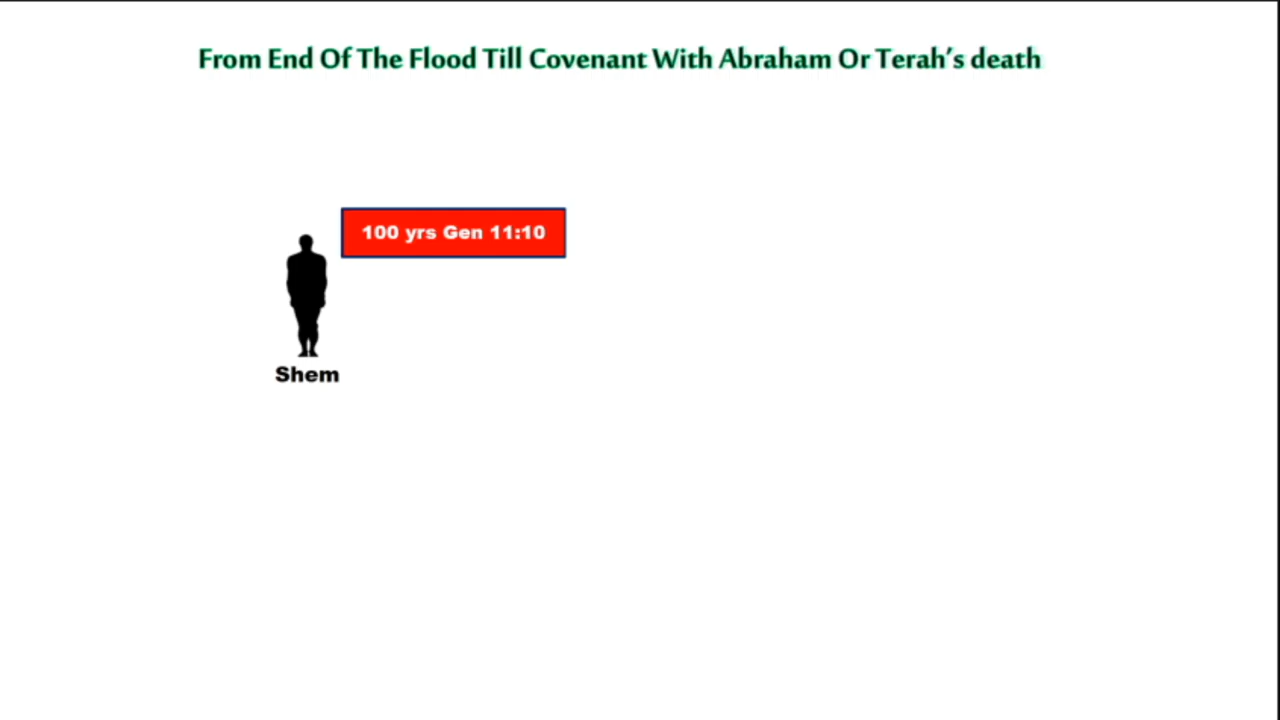 From End Of The Flood Till Covenant With Abraham Or Terah's death
100 yrs Gen 11:10
Shem